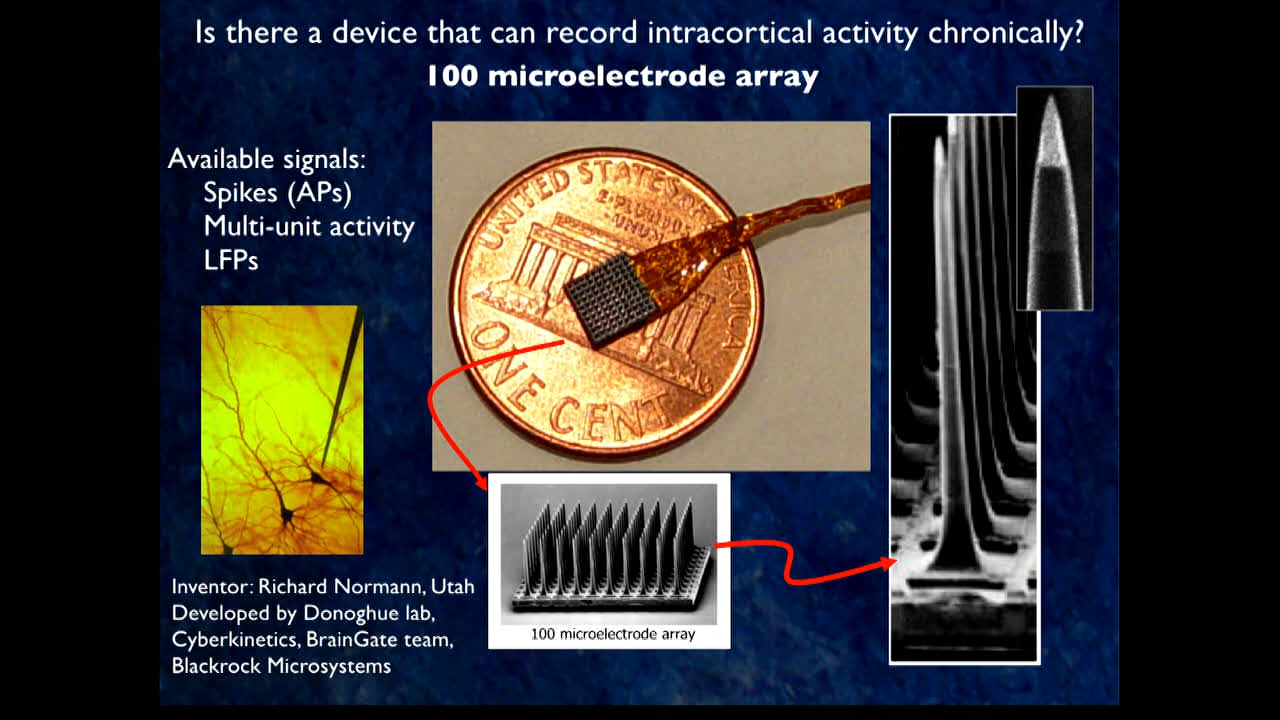 Is there a device that can record intracortical activity chronically?
100 microelectrode array
Available signals:
Spikes (APs)
Multi-unit activity
LFPs
UNITED STATES OF
E·PLURIBUS
UNUM
AMERICA
ONE CENT
100 microelectrode array
Inventor: Richard Normann, Utah
Developed by Donoghue lab,
Cyberkinetics, BrainGate team,
Blackrock Microsystems